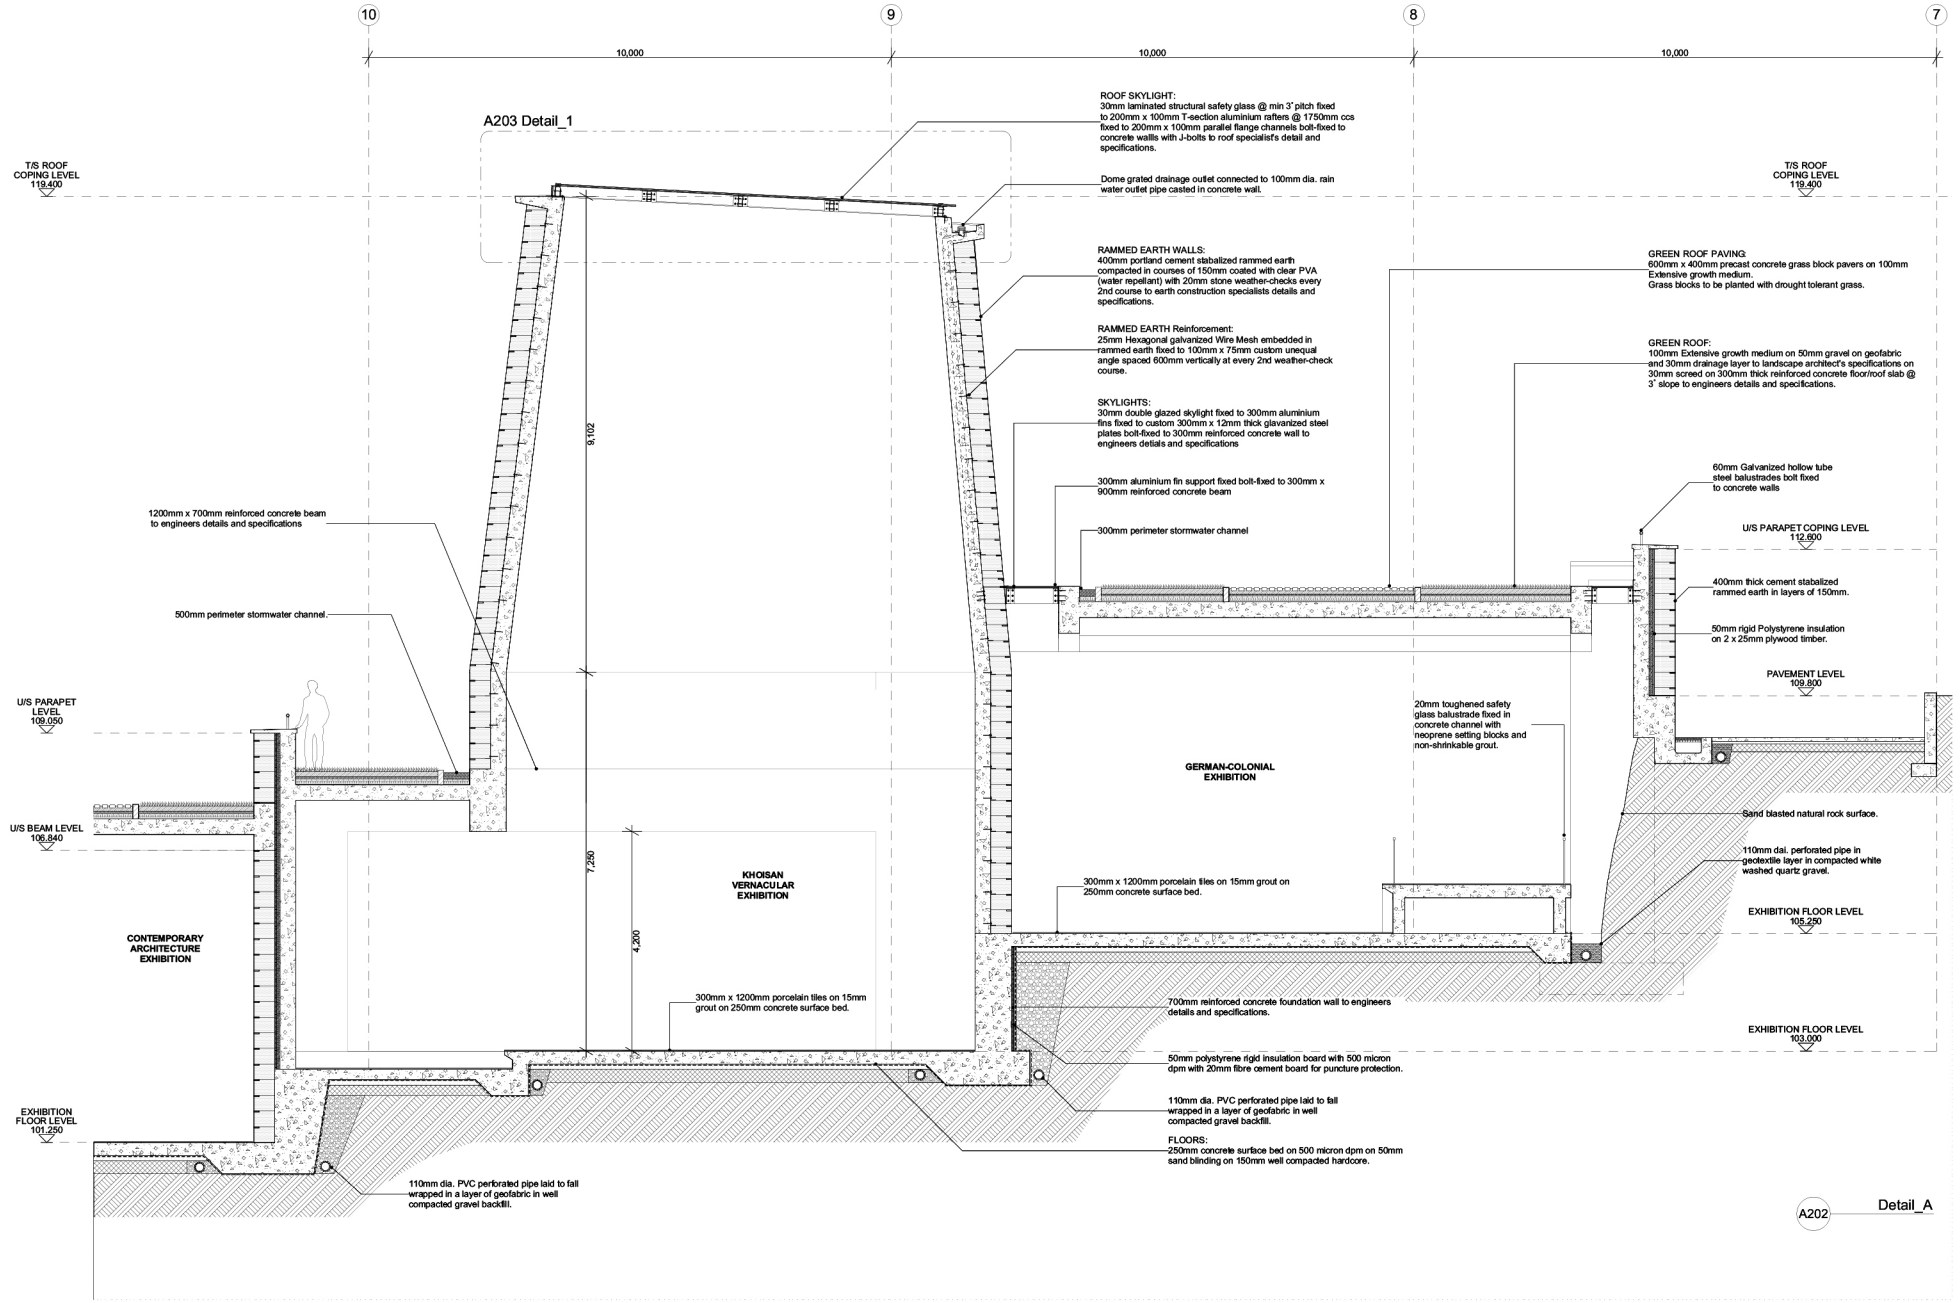 10
9
8
7
10,000
10,000
10,000
A203 Detail_1
ROOF SKYLIGHT:
30mm laminated structural safety glass @ min 3° pitch fixed
to 200mm x 100mm T-section aluminium rafters @ 1750mm ccs
fixed to 200mm x 100mm parallel flange channels bolt-fixed to
concrete wallls with J-bolts to roof specialist's detail and
specifications.
T/S ROOF
COPING LEVEL
119.400
T/S ROOF
COPING LEVEL
119.400
Dome grated drainage outlet connected to 100mm dia. rain
water outlet pipe casted in concrete wall.
RAMMED EARTH WALLS:
400mm portland cement stabalized rammed earth
compacted in courses of 150mm coated with clear PVA
(water repellant) with 20mm stone weather-checks every
2nd course to earth construction specialists details and
specifications.
GREEN ROOF PAVING:
600mm x 400mm precast concrete grass block pavers on 100mm
Extensive growth medium.
Grass blocks to be planted with drought tolerant grass.
RAMMED EARTH Reinforcement:
25mm Hexagonal galvanized Wire Mesh embedded in
rammed earth fixed to 100mm x 75mm custom unequal
angle spaced 600mm vertically at every 2nd weather-check
course.
GREEN ROOF:
100mm Extensive growth medium on 50mm gravel on geofabric
and 30mm drainage layer to landscape architect's specifications on
30mm screed on 300mm thick reinforced concrete floor/roof slab @
3° slope to engineers details and specifications.
SKYLIGHTS:
30mm double glazed skylight fixed to 300mm aluminium
fins fixed to custom 300mm x 12mm thick glavanized steel
plates bolt-fixed to 300mm reinforced concrete wall to
engineers detials and specifications
9,102
60mm Galvanized hollow tube
steel balustrades bolt fixed
to concrete walls
300mm aluminium fin support fixed bolt-fixed to 300mm x
900mm reinforced concrete beam
1200mm x 700mm reinforced concrete beam
to engineers details and specifications
300mm perimeter stormwater channel
U/S PARAPET COPING LEVEL
112.600
400mm thick cement stabalized
rammed earth in layers of 150mm.
500mm perimeter stormwater channel.
50mm rigid Polystyrene insulation
on 2 x 25mm plywood timber.
PAVEMENT LEVEL
109.800
U/S PARAPET
LEVEL
109.050
20mm toughened safety
glass balustrade fixed in
concrete channel with
neoprene setting blocks and
non-shrinkable grout.
GERMAN-COLONIAL
EXHIBITION
Sand blasted natural rock surface.
U/S BEAM LEVEL
106.840
7,250
110mm dai. perforated pipe in
geotextile layer in compacted white
washed quartz gravel.
KHOISAN
VERNACULAR
EXHIBITION
300mm x 1200mm porcelain tiles on 15mm grout on
250mm concrete surface bed.
EXHIBITION FLOOR LEVEL
105.250
4,200
CONTEMPORARY
ARCHITECTURE
EXHIBITION
300mm x 1200mm porcelain tiles on 15mm
grout on 250mm concrete surface bed.
700mm reinforced concrete foundation wall to engineers
details and specifications.
EXHIBITION FLOOR LEVEL
103.000
50mm polystyrene rigid insulation board with 500 micron
dpm with 20mm fibre cement board for puncture protection.
110mm dia. PVC perforated pipe laid to fall
wrapped in a layer of geofabric in well
compacted gravel backfill.
EXHIBITION
FLOOR LEVEL
101.250
FLOORS:
250mm concrete surface bed on 500 micron dpm on 50mm
sand blinding on 150mm well compacted hardcore.
110mm dia. PVC perforated pipe laid to fall
wrapped in a layer of geofabric in well
compacted gravel backfill.
A202
Detail_A